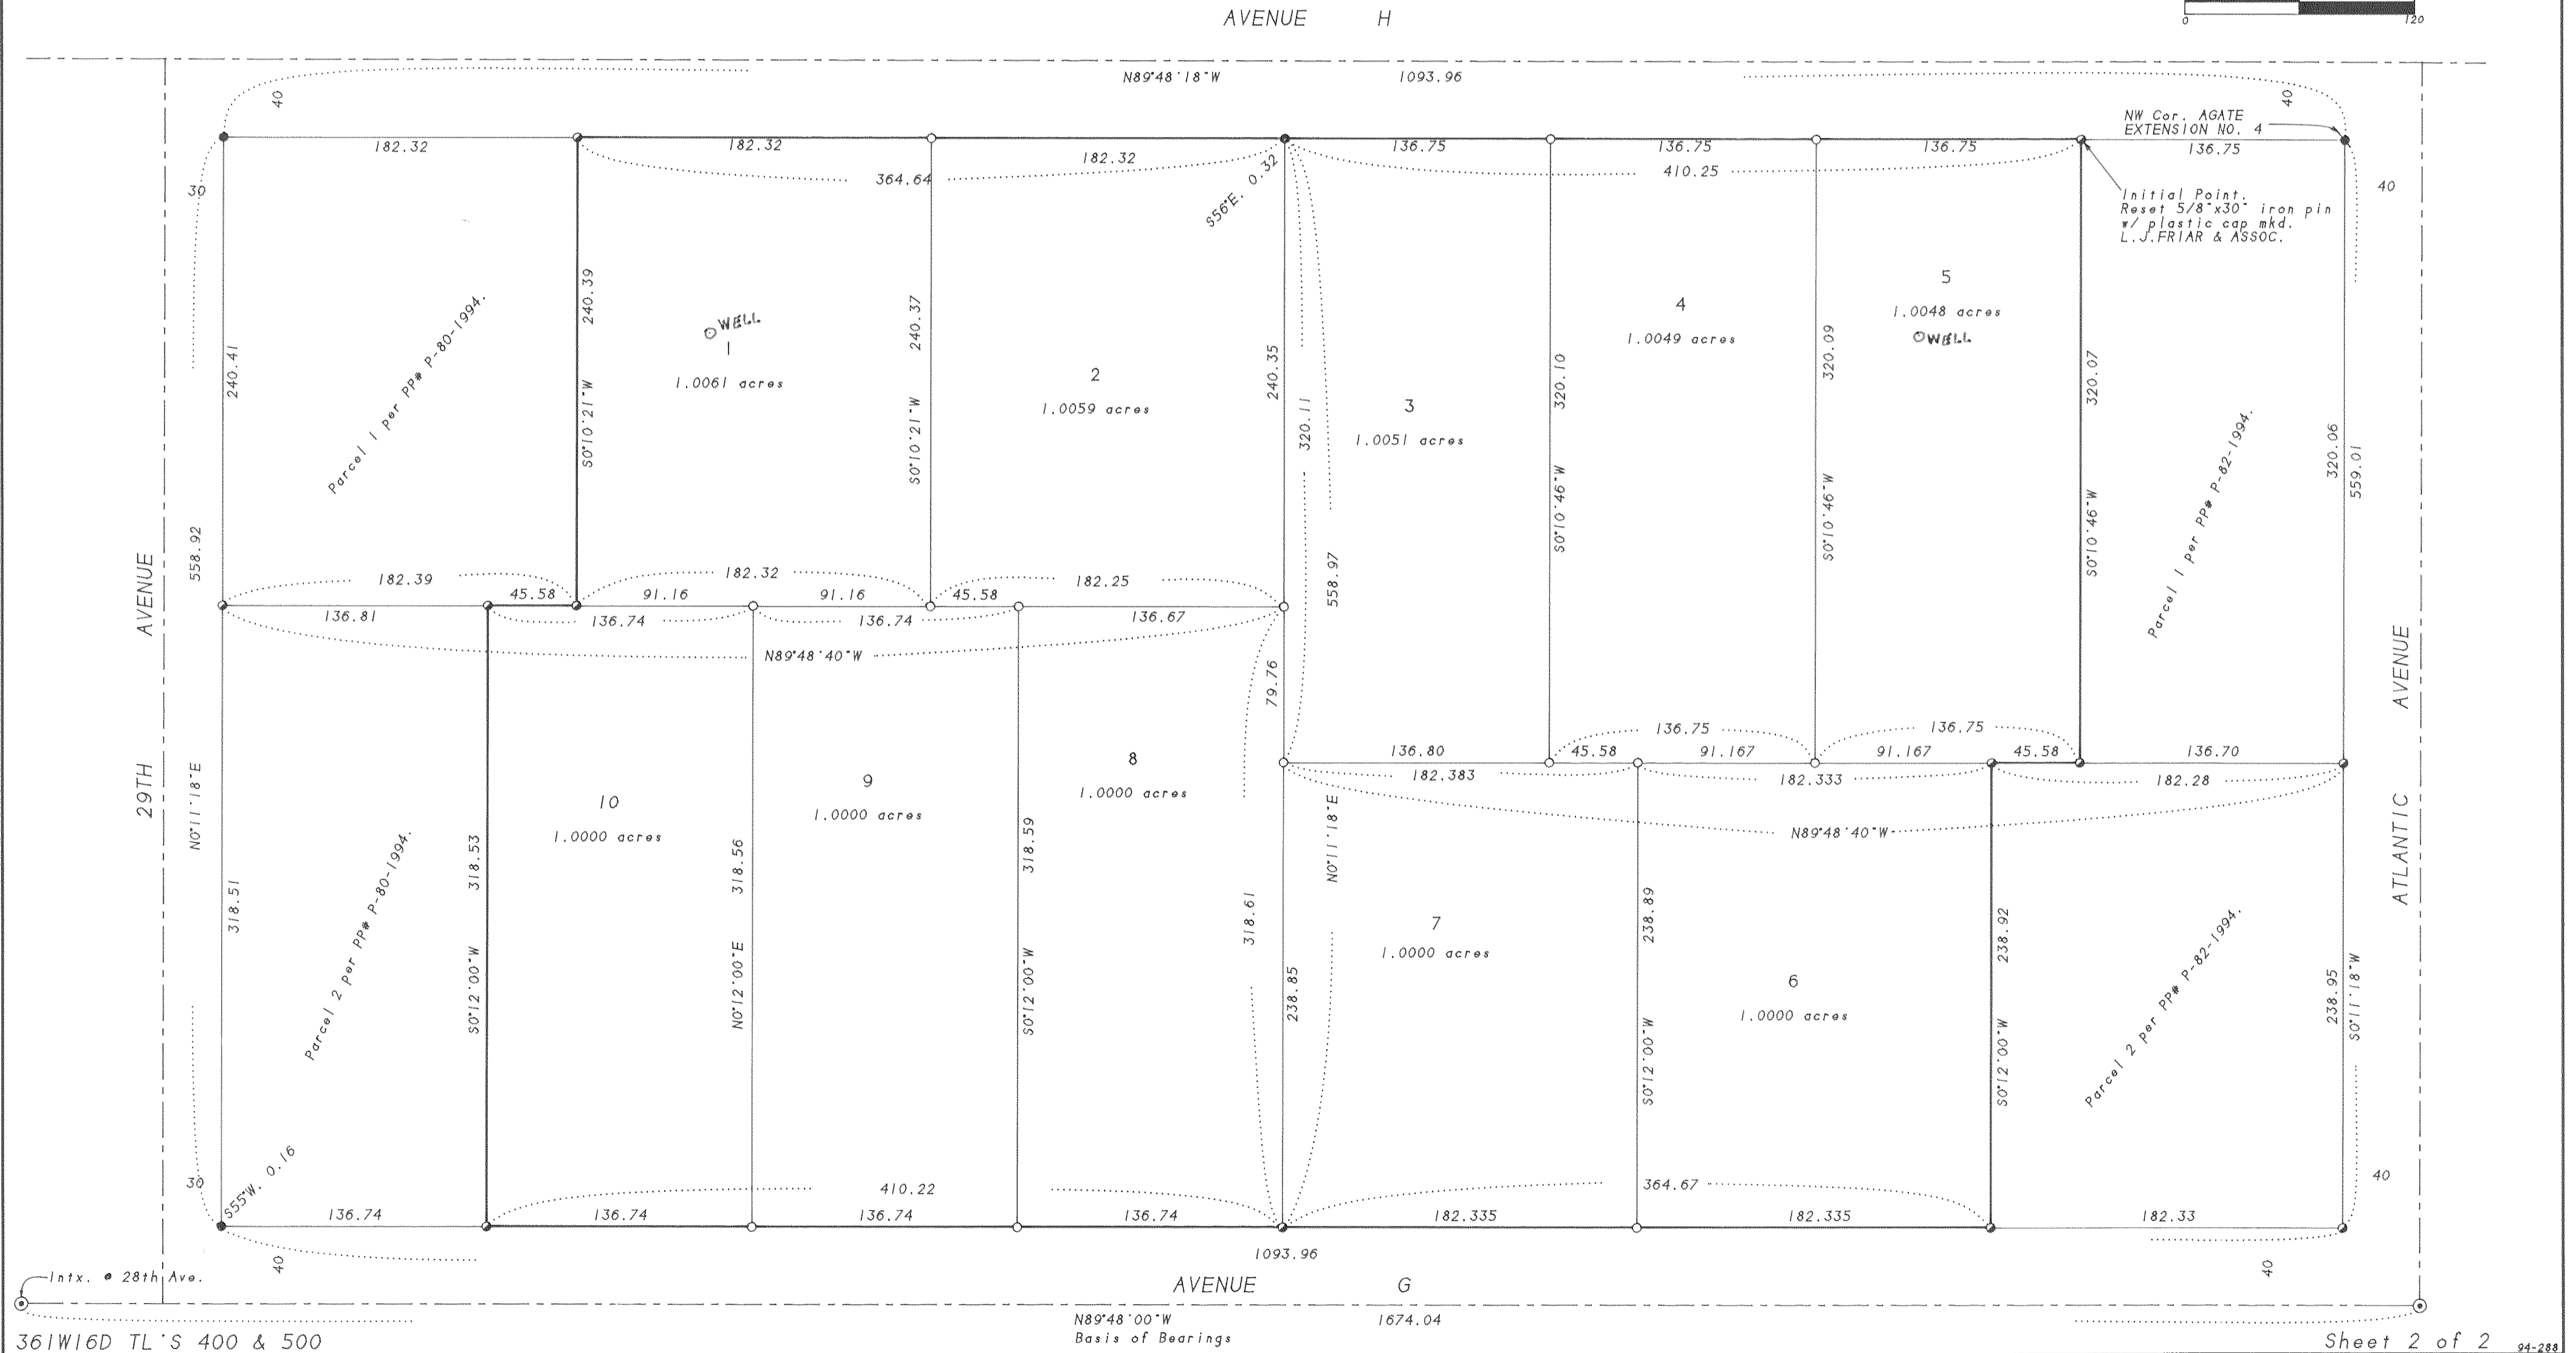 AVENUE H
0 120
N89°48'18"W 1093.96
40
40
NW Cor. AGATE
EXTENSION NO. 4
182.32
182.32
182.32
136.75
136.75
136.75
136.75
364.64
410.25
S56°E. 0.32
30
40
Initial Point.
Reset 5/8"x30" iron pin
w/ plastic cap mkd.
L.J.FRIAR & ASSOC.
240.41
Parcel 1 per PP# P-80-1994.
240.39
S0°10'21"W
WELL
1
1.0061 acres
240.37
S0°10'21"W
2
1.0059 acres
240.35
320.11
3
1.0051 acres
320.10
S0°10'46"W
4
1.0049 acres
320.09
S0°10'46"W
5
1.0048 acres
WELL
320.07
S0°10'46"W
Parcel 1 per PP# P-82-1994.
320.06
559.01
29TH AVENUE
558.92
N0°11'18"E
558.97
N0°11'18"E
ATLANTIC AVENUE
182.39
182.32
182.25
136.81
45.58
91.16
91.16
45.58
136.67
136.74
136.74
N89°48'40"W
79.76
136.75
136.75
136.80
45.58
91.167
91.167
45.58
136.70
182.383
182.333
182.28
N89°48'40"W
318.51
Parcel 2 per PP# P-80-1994.
318.53
S0°12'00"W
10
1.0000 acres
318.56
N0°12'00"E
9
1.0000 acres
318.59
S0°12'00"W
8
1.0000 acres
318.61
238.85
7
1.0000 acres
238.89
S0°12'00"W
6
1.0000 acres
238.92
S0°12'00"W
Parcel 2 per PP# P-82-1994.
238.95
S0°11'18"W
30
S55°W. 0.16
410.22
364.67
40
136.74
136.74
136.74
136.74
182.335
182.335
182.33
40
1093.96
40
Intx. @ 28th Ave.
AVENUE G
N89°48'00"W 1674.04
Basis of Bearings
361W16D TL'S 400 & 500
Sheet 2 of 2 94-288